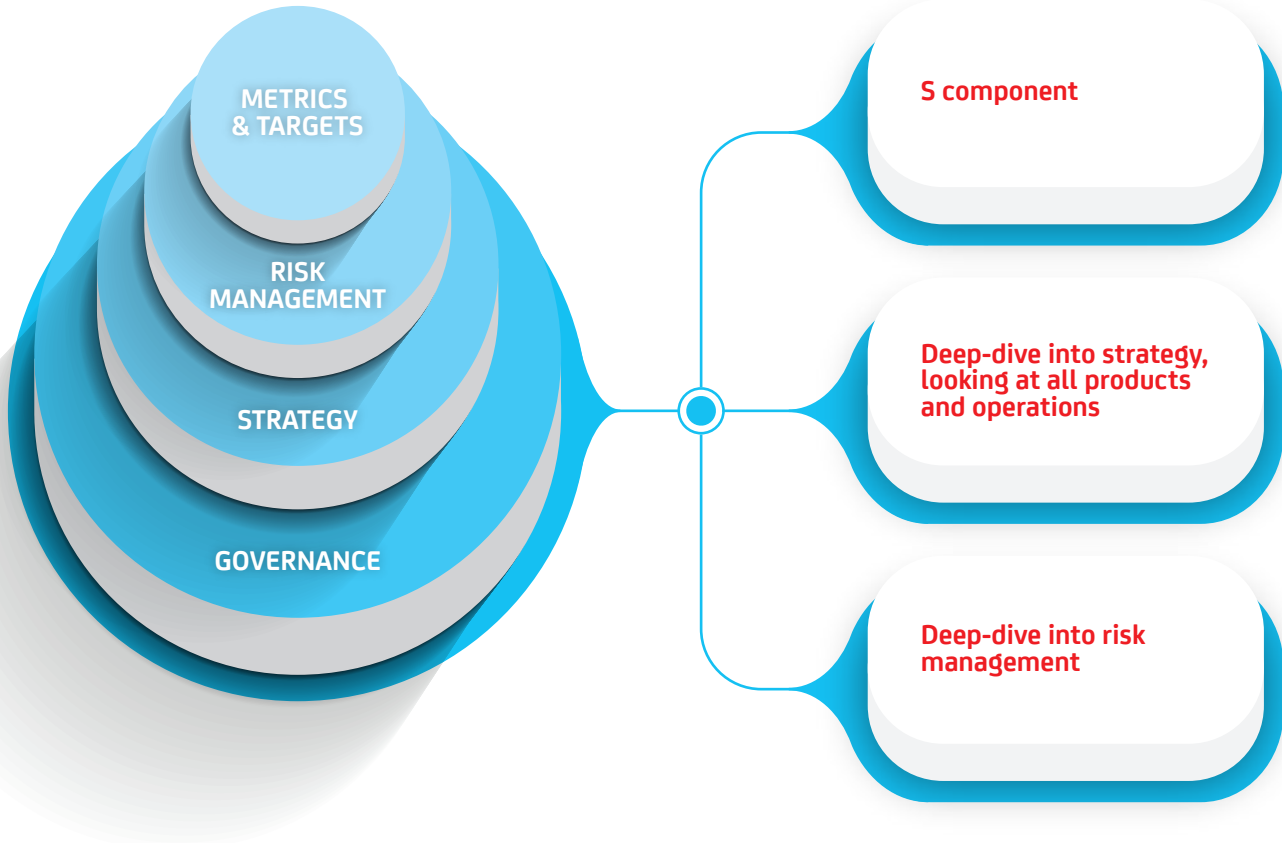 METRICS
& TARGETS
RISK
MANAGEMENT
STRATEGY
GOVERNANCE
S component
Deep-dive into strategy,
looking at all products
and operations
Deep-dive into risk
management